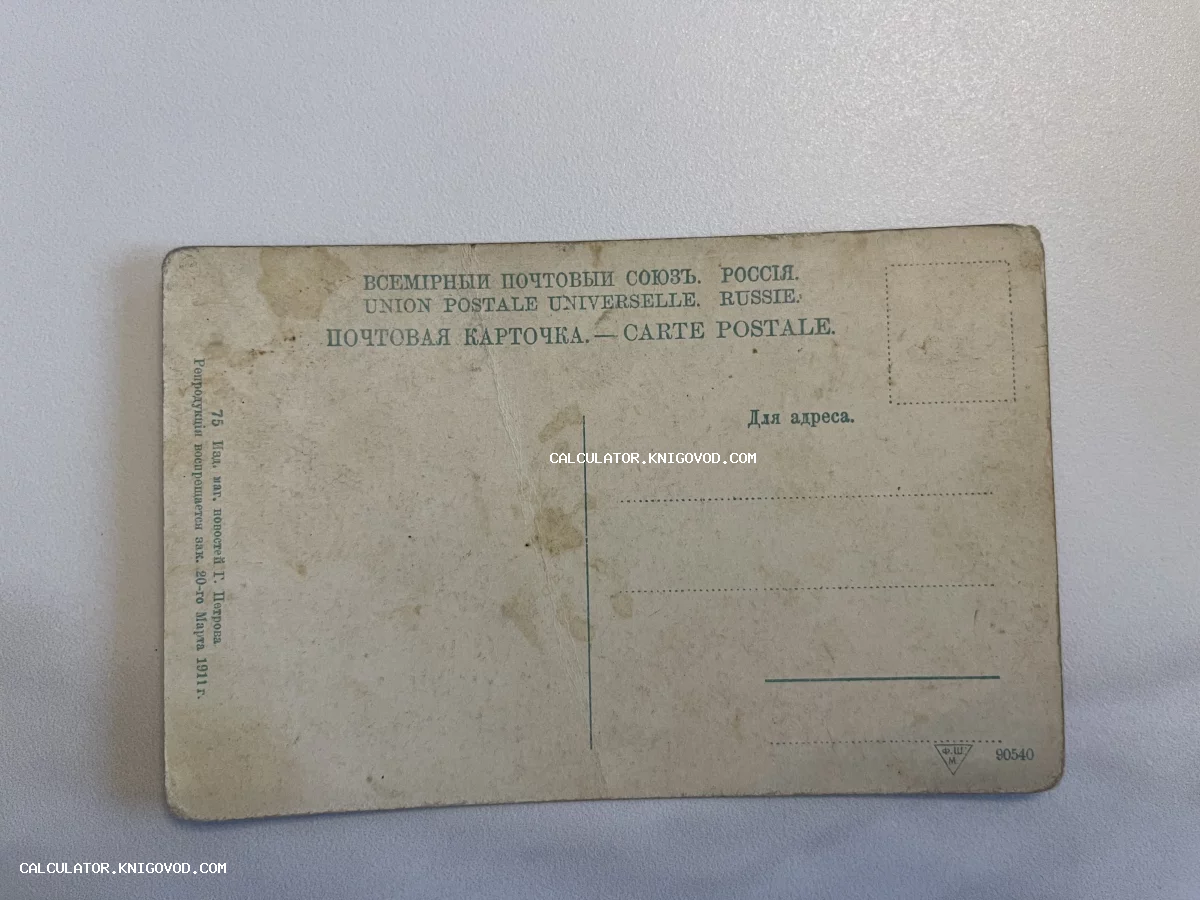 ВСЕМІРНЫЙ ПОЧТОВЫЙ СОЮЗЪ. РОССІЯ.
UNION POSTALE UNIVERSELLE. RUSSIE.
ПОЧТОВАЯ КАРТОЧКА. — CARTE POSTALE.
Для адреса.
CALCULATOR.KNIGOVOD.COM
75 Изд. маг. новостей Г. Петрова
Репродукція воспрещается зак. 20-го Марта 1911 г.
Ф.Ш.
М.
90540
CALCULATOR.KNIGOVOD.COM